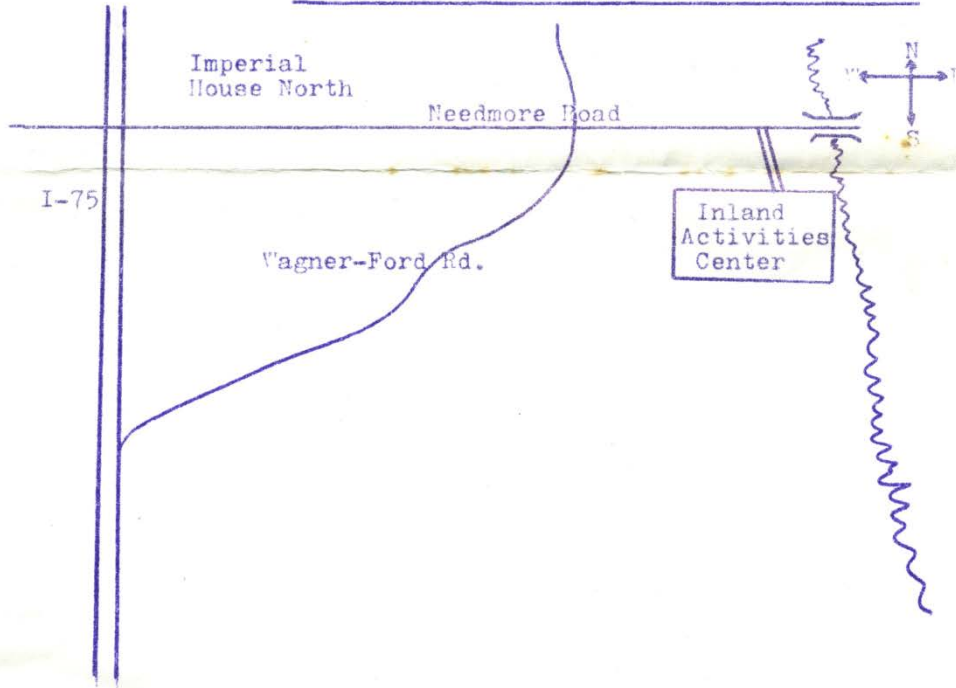 Imperial
House North
N
W
S
Needmore Road
I-75
Inland
Activities
Center
Wagner-Ford Rd.